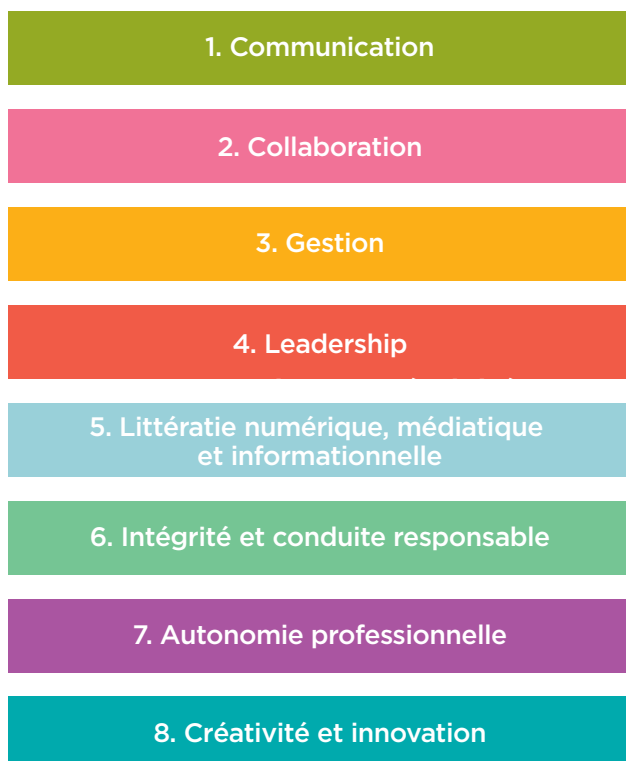 1. Communication
2. Collaboration
3. Gestion
4. Leadership
5. Littératie numérique, médiatique
et informationnelle
6. Intégrité et conduite responsable
7. Autonomie professionnelle
8. Créativité et innovation